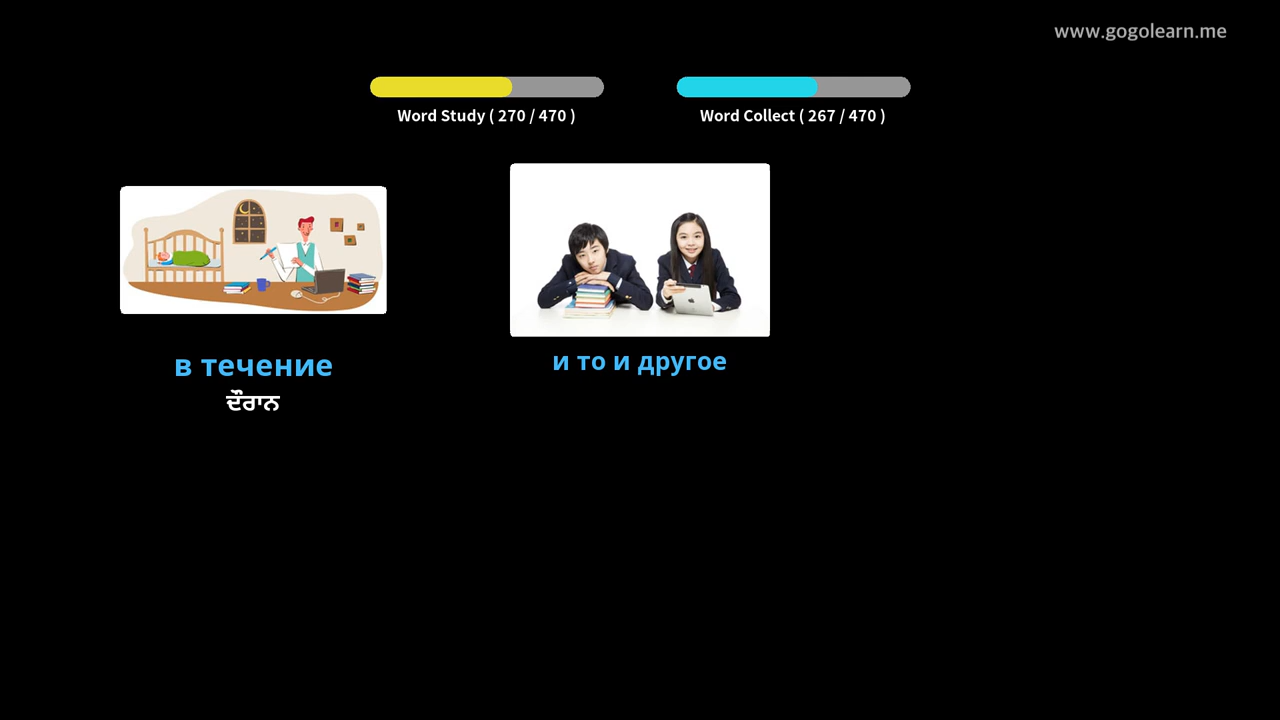 www.gogolearn.me
Word Study ( 270 / 470 )
Word Collect ( 267 / 470 )
в течение
ਦੌਰਾਨ
и то и другое